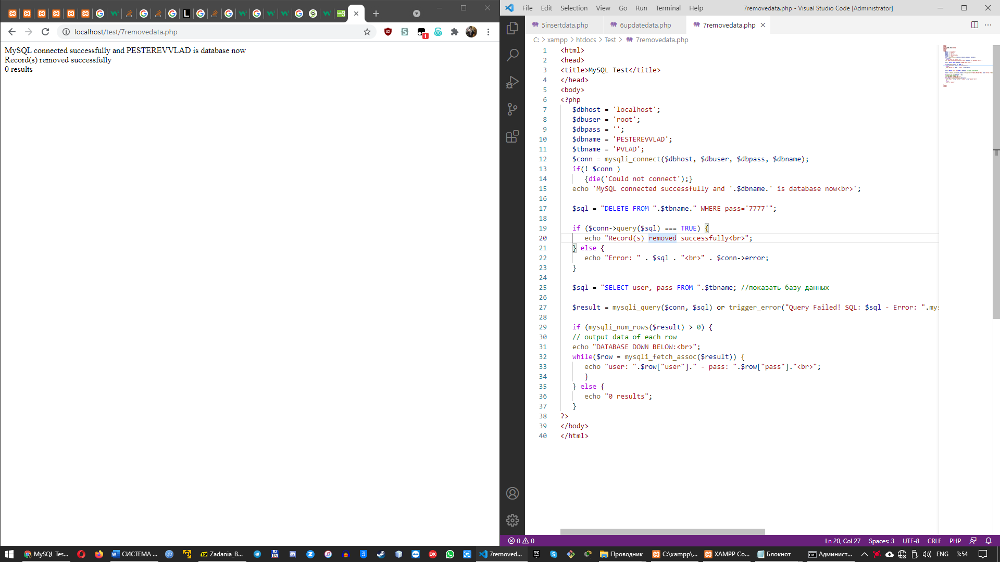 localhost/test/7removedata.php
MySQL connected successfully and PESTEREVVLAD is database now
Record(s) removed successfully
0 results
File Edit Selection View Go Run Terminal Help
7removedata.php - Visual Studio Code [Administrator]
5insertdata.php
6updatedata.php
7removedata.php
C: > xampp > htdocs > Test > 7removedata.php
1 <html>
2 <head>
3 <title>MySQL Test</title>
4 </head>
5 <body>
6 <?php
7 $dbhost = 'localhost';
8 $dbuser = 'root';
9 $dbpass = '';
10 $dbname = 'PESTEREVVLAD';
11 $tbname = 'PVLAD';
12 $conn = mysqli_connect($dbhost, $dbuser, $dbpass, $dbname);
13 if(! $conn )
14 {die('Could not connect');}
15 echo 'MySQL connected successfully and '.$dbname.' is database now<br>';
16
17 $sql = "DELETE FROM ".$tbname." WHERE pass='7777'";
18
19 if ($conn->query($sql) === TRUE) {
20 echo "Record(s) removed successfully<br>";
21 } else {
22 echo "Error: " . $sql . "<br>" . $conn->error;
23 }
24
25 $sql = "SELECT user, pass FROM ".$tbname; //показать базу данных
26
27 $result = mysqli_query($conn, $sql) or trigger_error("Query Failed! SQL: $sql - Error: ".mys
28
29 if (mysqli_num_rows($result) > 0) {
30 // output data of each row
31 echo "DATABASE DOWN BELOW:<br>";
32 while($row = mysqli_fetch_assoc($result)) {
33 echo "user: ".$row["user"]." - pass: ".$row["pass"]."<br>";
34 }
35 } else {
36 echo "0 results";
37 }
38 ?>
39 </body>
40 </html>
0 0
Ln 20, Col 27 Spaces: 3 UTF-8 CRLF PHP
MySQL Tes... СИСТЕМА ... Zadania_B... 7removed... Проводник C:\xampp\... XAMPP Co... Блокнот Админист... ENG 3:54